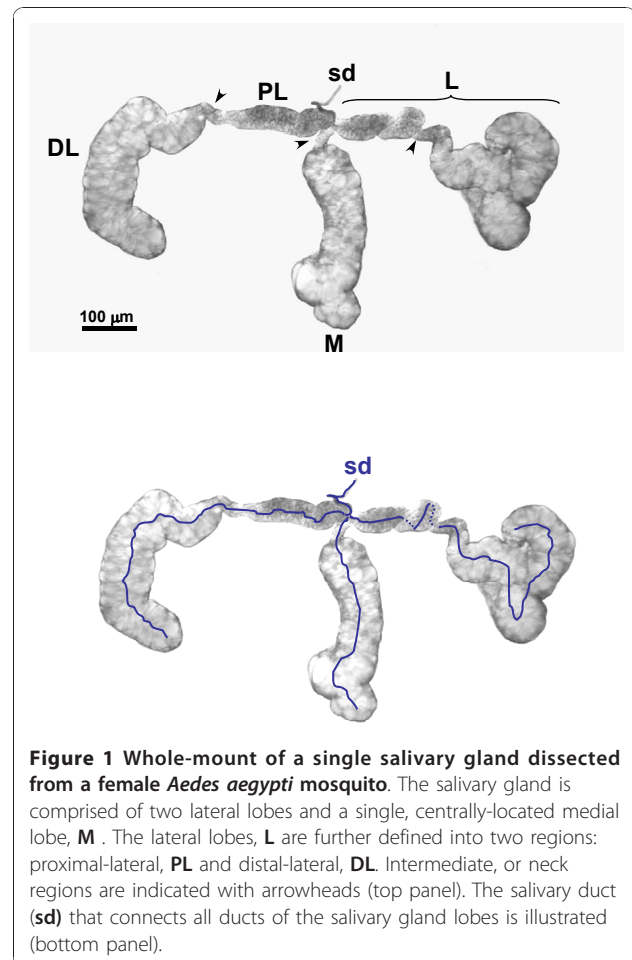 sd
L
PL
DL
100 μm
M
sd
Figure 1 Whole-mount of a single salivary gland dissected
from a female Aedes aegypti mosquito. The salivary gland is
comprised of two lateral lobes and a single, centrally-located medial
lobe, M . The lateral lobes, L are further defined into two regions:
proximal-lateral, PL and distal-lateral, DL. Intermediate, or neck
regions are indicated with arrowheads (top panel). The salivary duct
(sd) that connects all ducts of the salivary gland lobes is illustrated
(bottom panel).